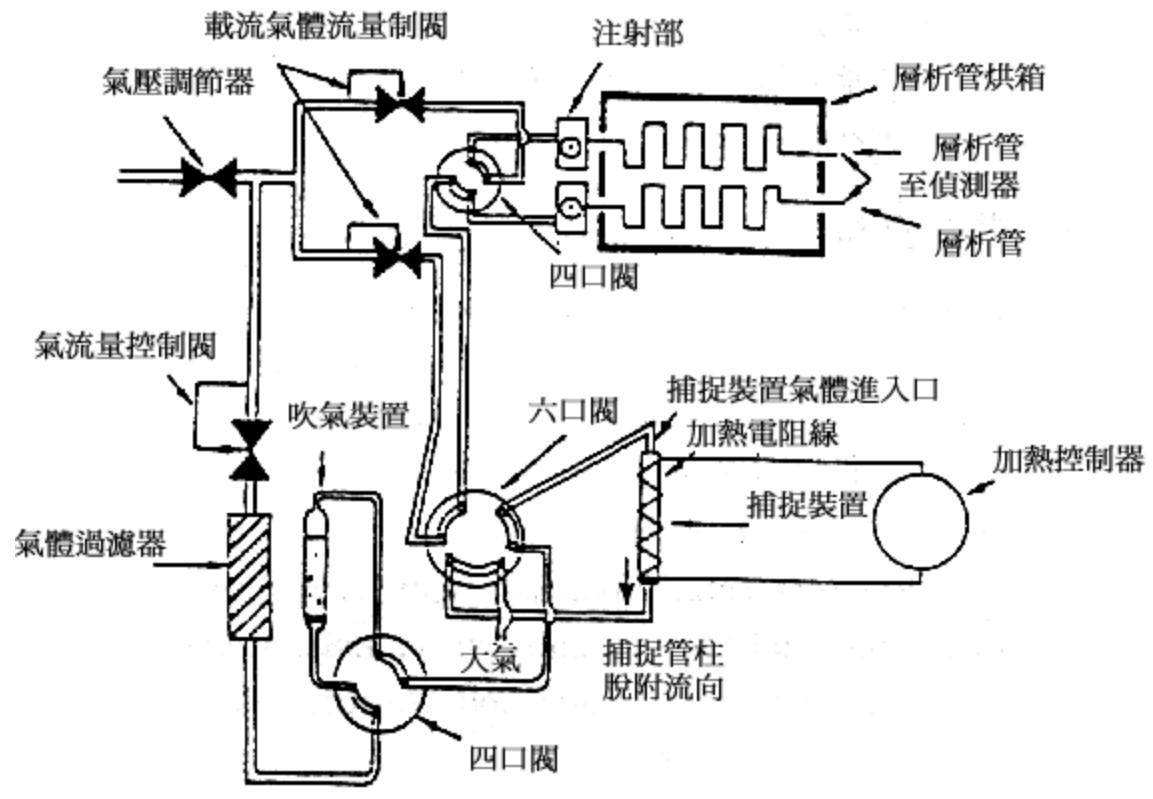 載流氣體流量制閥
注射部
氣壓調節器
層析管烘箱
層析管
至偵測器
層析管
四口閥
氣流量控制閥
吹氣裝置
六口閥
捕捉裝置氣體進入口
加熱電阻線
加熱控制器
捕捉裝置
氣體過濾器
大氣
捕捉管柱
脫附流向
四口閥